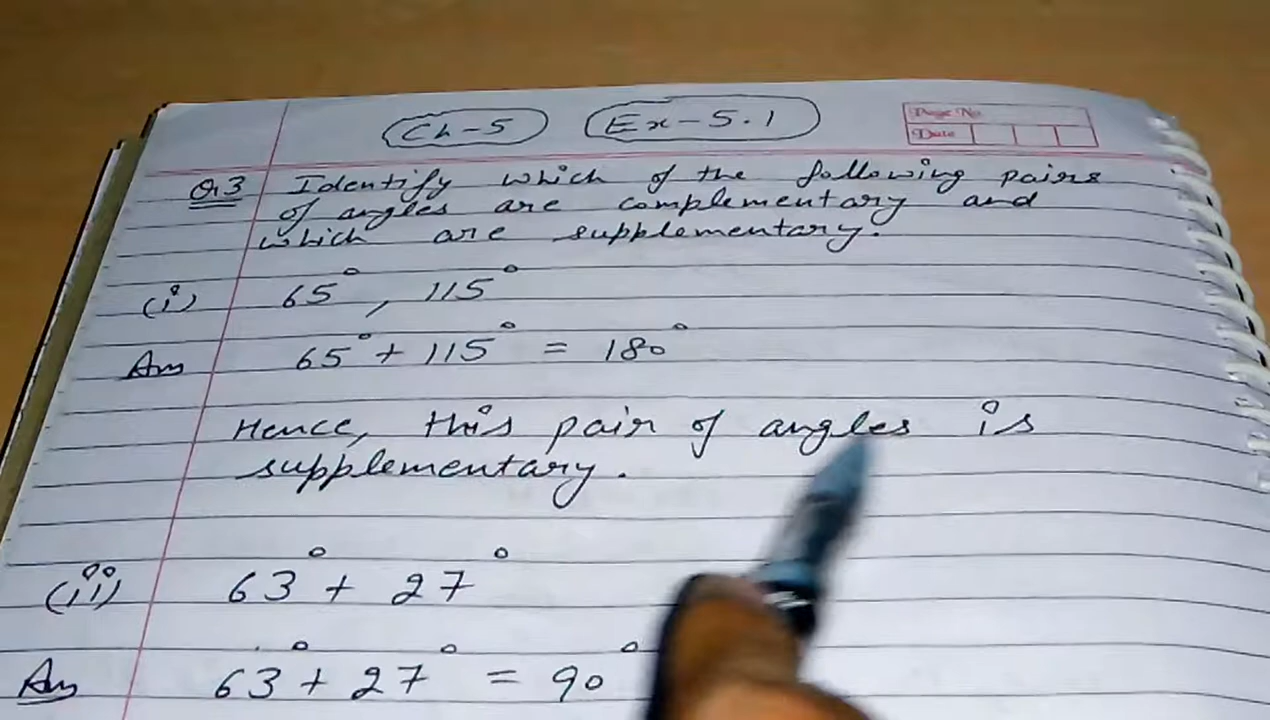 Ch-5 Ex-5.1
Page No.
Date
Q.3 Identify which of the following pairs
of angles are complementary and
which are supplementary.
(i) 65°, 115°
Ans 65° + 115° = 180°
Hence, this pair of angles is
supplementary.
(ii) 63° + 27°
Ans 63° + 27° = 90°